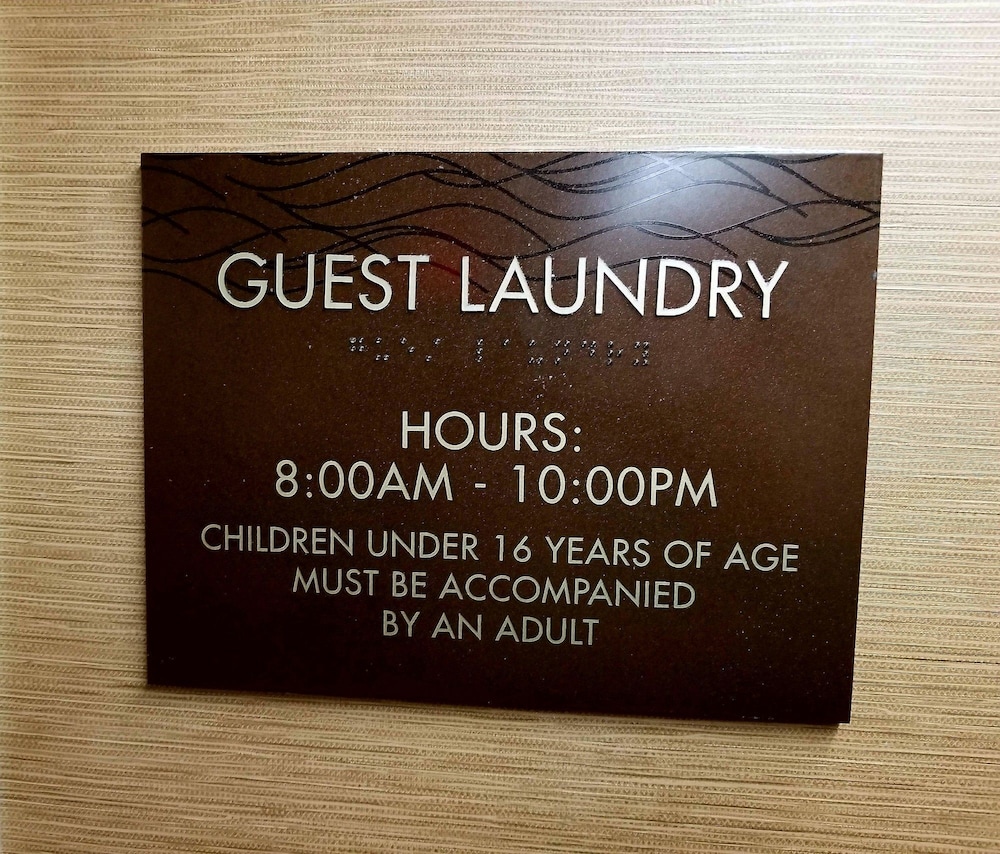 GUEST LAUNDRY
HOURS:
8:00AM - 10:00PM
CHILDREN UNDER 16 YEARS OF AGE
MUST BE ACCOMPANIED
BY AN ADULT